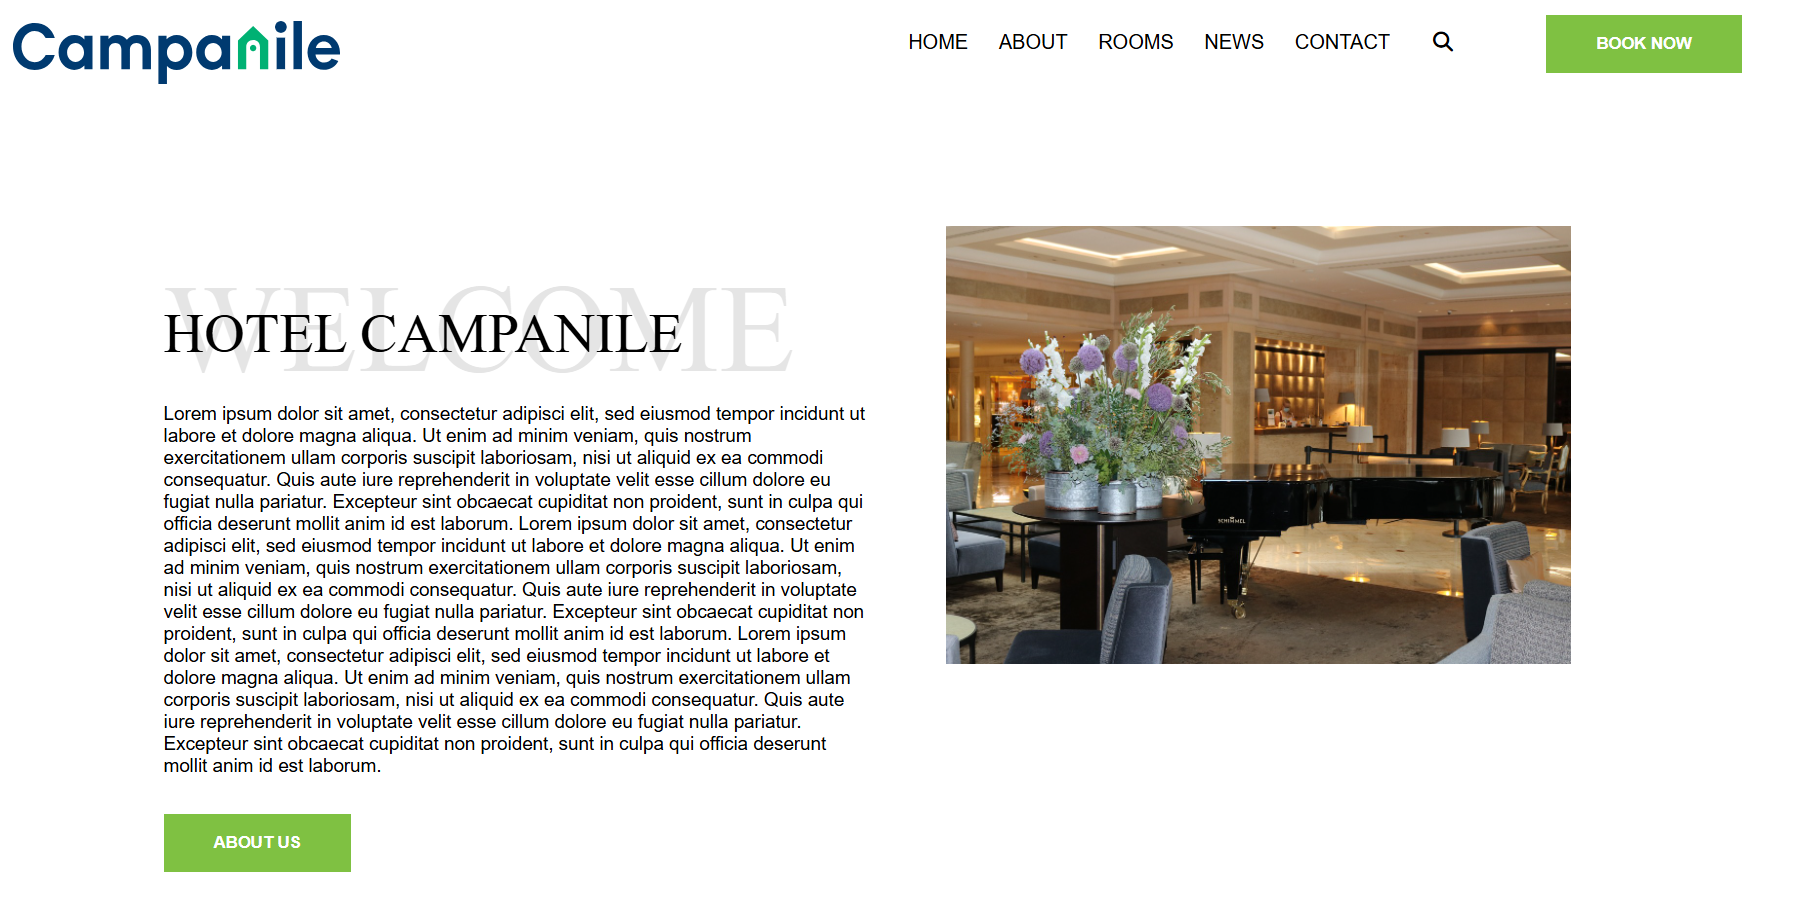 Campanile
HOME ABOUT ROOMS NEWS CONTACT
BOOK NOW
WELCOME
HOTEL CAMPANILE
Lorem ipsum dolor sit amet, consectetur adipisci elit, sed eiusmod tempor incidunt ut
labore et dolore magna aliqua. Ut enim ad minim veniam, quis nostrum
exercitationem ullam corporis suscipit laboriosam, nisi ut aliquid ex ea commodi
consequatur. Quis aute iure reprehenderit in voluptate velit esse cillum dolore eu
fugiat nulla pariatur. Excepteur sint obcaecat cupiditat non proident, sunt in culpa qui
officia deserunt mollit anim id est laborum. Lorem ipsum dolor sit amet, consectetur
adipisci elit, sed eiusmod tempor incidunt ut labore et dolore magna aliqua. Ut enim
ad minim veniam, quis nostrum exercitationem ullam corporis suscipit laboriosam,
nisi ut aliquid ex ea commodi consequatur. Quis aute iure reprehenderit in voluptate
velit esse cillum dolore eu fugiat nulla pariatur. Excepteur sint obcaecat cupiditat non
proident, sunt in culpa qui officia deserunt mollit anim id est laborum. Lorem ipsum
dolor sit amet, consectetur adipisci elit, sed eiusmod tempor incidunt ut labore et
dolore magna aliqua. Ut enim ad minim veniam, quis nostrum exercitationem ullam
corporis suscipit laboriosam, nisi ut aliquid ex ea commodi consequatur. Quis aute
iure reprehenderit in voluptate velit esse cillum dolore eu fugiat nulla pariatur.
Excepteur sint obcaecat cupiditat non proident, sunt in culpa qui officia deserunt
mollit anim id est laborum.
ABOUT US
SCHIMMEL